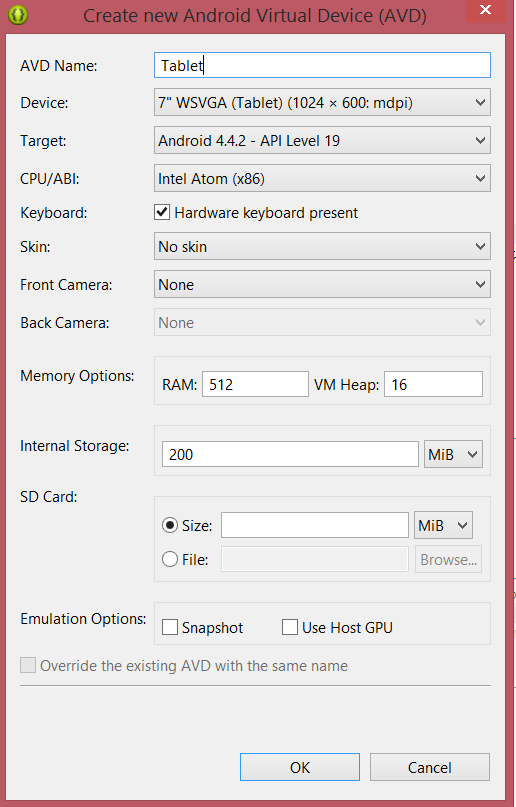 Create new Android Virtual Device (AVD)
AVD Name: Tablet
Device: 7" WSVGA (Tablet) (1024 × 600: mdpi)
Target: Android 4.4.2 - API Level 19
CPU/ABI: Intel Atom (x86)
Keyboard: Hardware keyboard present
Skin: No skin
Front Camera: None
Back Camera: None
Memory Options: RAM: 512 VM Heap: 16
Internal Storage: 200 MiB
SD Card:
Size: MiB
File: Browse...
Emulation Options: Snapshot Use Host GPU
Override the existing AVD with the same name
OK Cancel